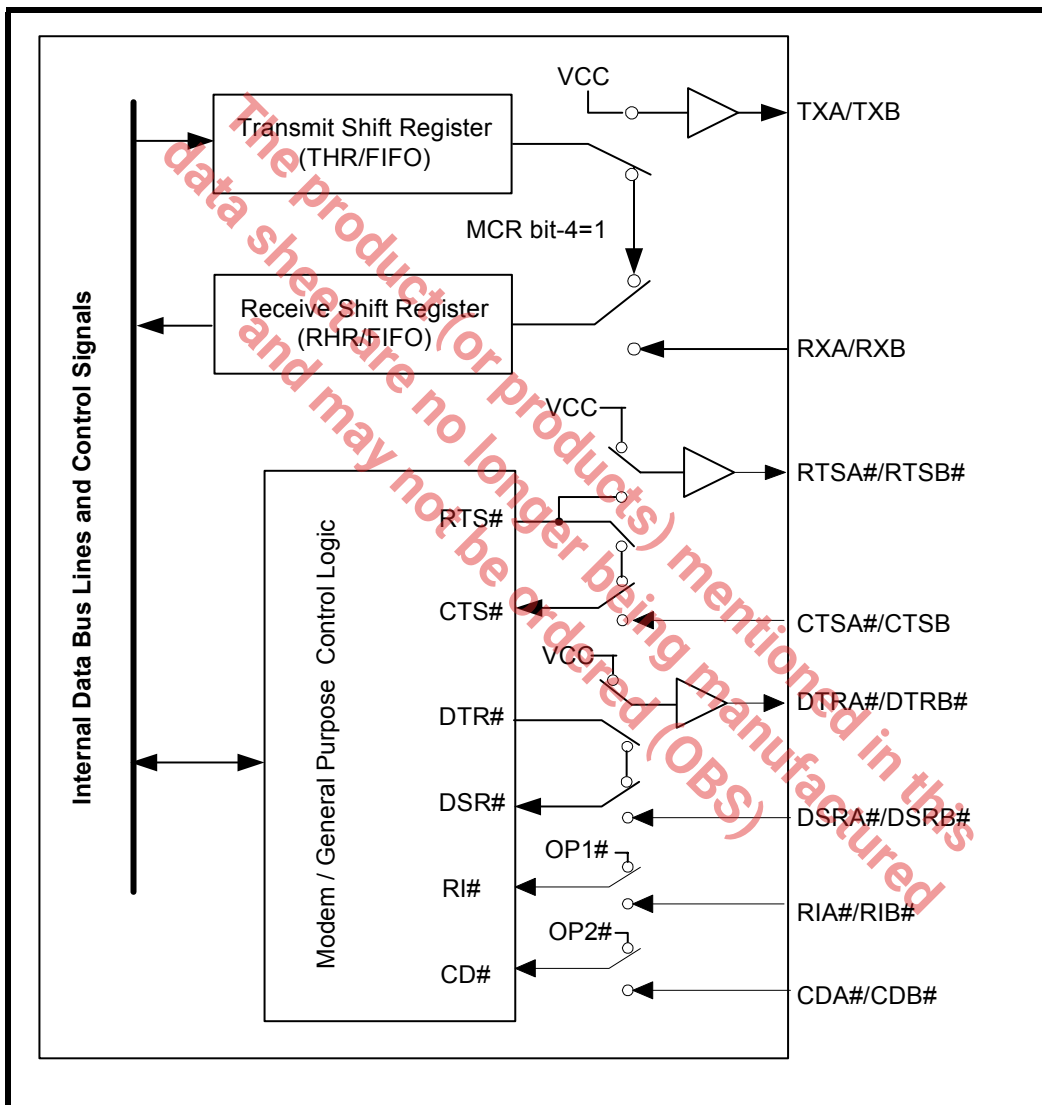 VCC
TXA/TXB
Transmit Shift Register
(THR/FIFO)
MCR bit-4=1
Receive Shift Register
(RHR/FIFO)
RXA/RXB
VCC
RTSA#/RTSB#
RTS#
CTS#
CTSA#/CTSB
VCC
DTRA#/DTRB#
DTR#
DSR#
DSRA#/DSRB#
OP1#
RI#
RIA#/RIB#
OP2#
CD#
CDA#/CDB#
Internal Data Bus Lines and Control Signals
Modem / General Purpose Control Logic
The product (or products) mentioned in this
data sheet are no longer being manufactured
and may not be ordered (OBS)